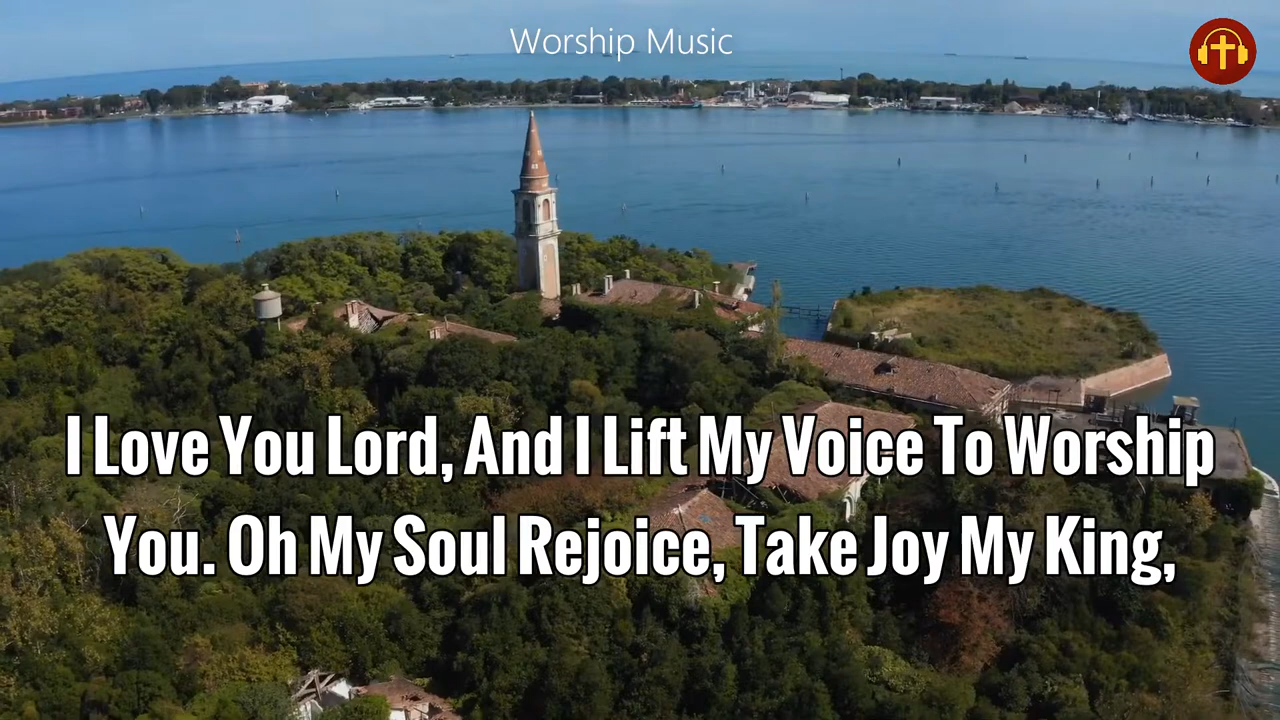 Worship Music
I Love You Lord, And I Lift My Voice To Worship
You. Oh My Soul Rejoice, Take Joy My King,